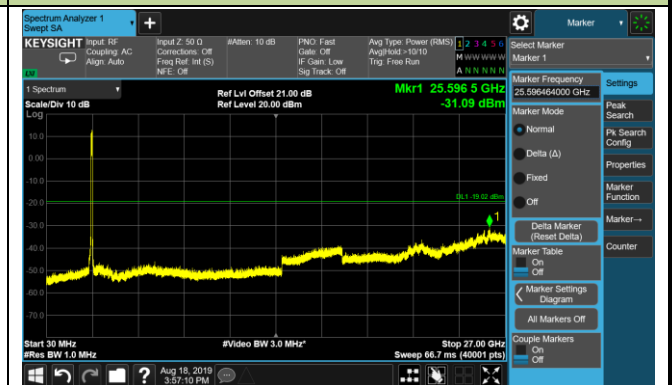 Spectrum Analyzer 1
Swept SA
+
Marker
KEYSIGHT
Input: RF
Coupling: AC
Align: Auto
Input Z: 50 Ω
Corrections: Off
Freq Ref: Int (S)
NFE: Off
#Atten: 10 dB
PNO: Fast
Gate: Off
IF Gain: Low
Sig Track: Off
Avg Type: Power (RMS)
Avg|Hold:>10/10
Trig: Free Run
1 2 3 4 5 6
M W W W W W
A N N N N N
Select Marker
Marker 1
1 Spectrum
Scale/Div 10 dB
Log
Ref Lvl Offset 21.00 dB
Ref Level 20.00 dBm
Mkr1 25.596 5 GHz
-31.09 dBm
10.0
0.00
-10.0
-20.0
-30.0
-40.0
-50.0
-60.0
-70.0
DL1 -19.02 dBm
1
Start 30 MHz
#Res BW 1.0 MHz
#Video BW 3.0 MHz*
Stop 27.00 GHz
Sweep 66.7 ms (40001 pts)
Marker Frequency
25.596464000 GHz
Marker Mode
Normal
Delta (Δ)
Fixed
Off
Delta Marker
(Reset Delta)
Marker Table
On
Off
Marker Settings
Diagram
All Markers Off
Couple Markers
On
Off
Settings
Peak
Search
Pk Search
Config
Properties
Marker
Function
Marker→
Counter
?
Aug 18, 2019
3:57:10 PM